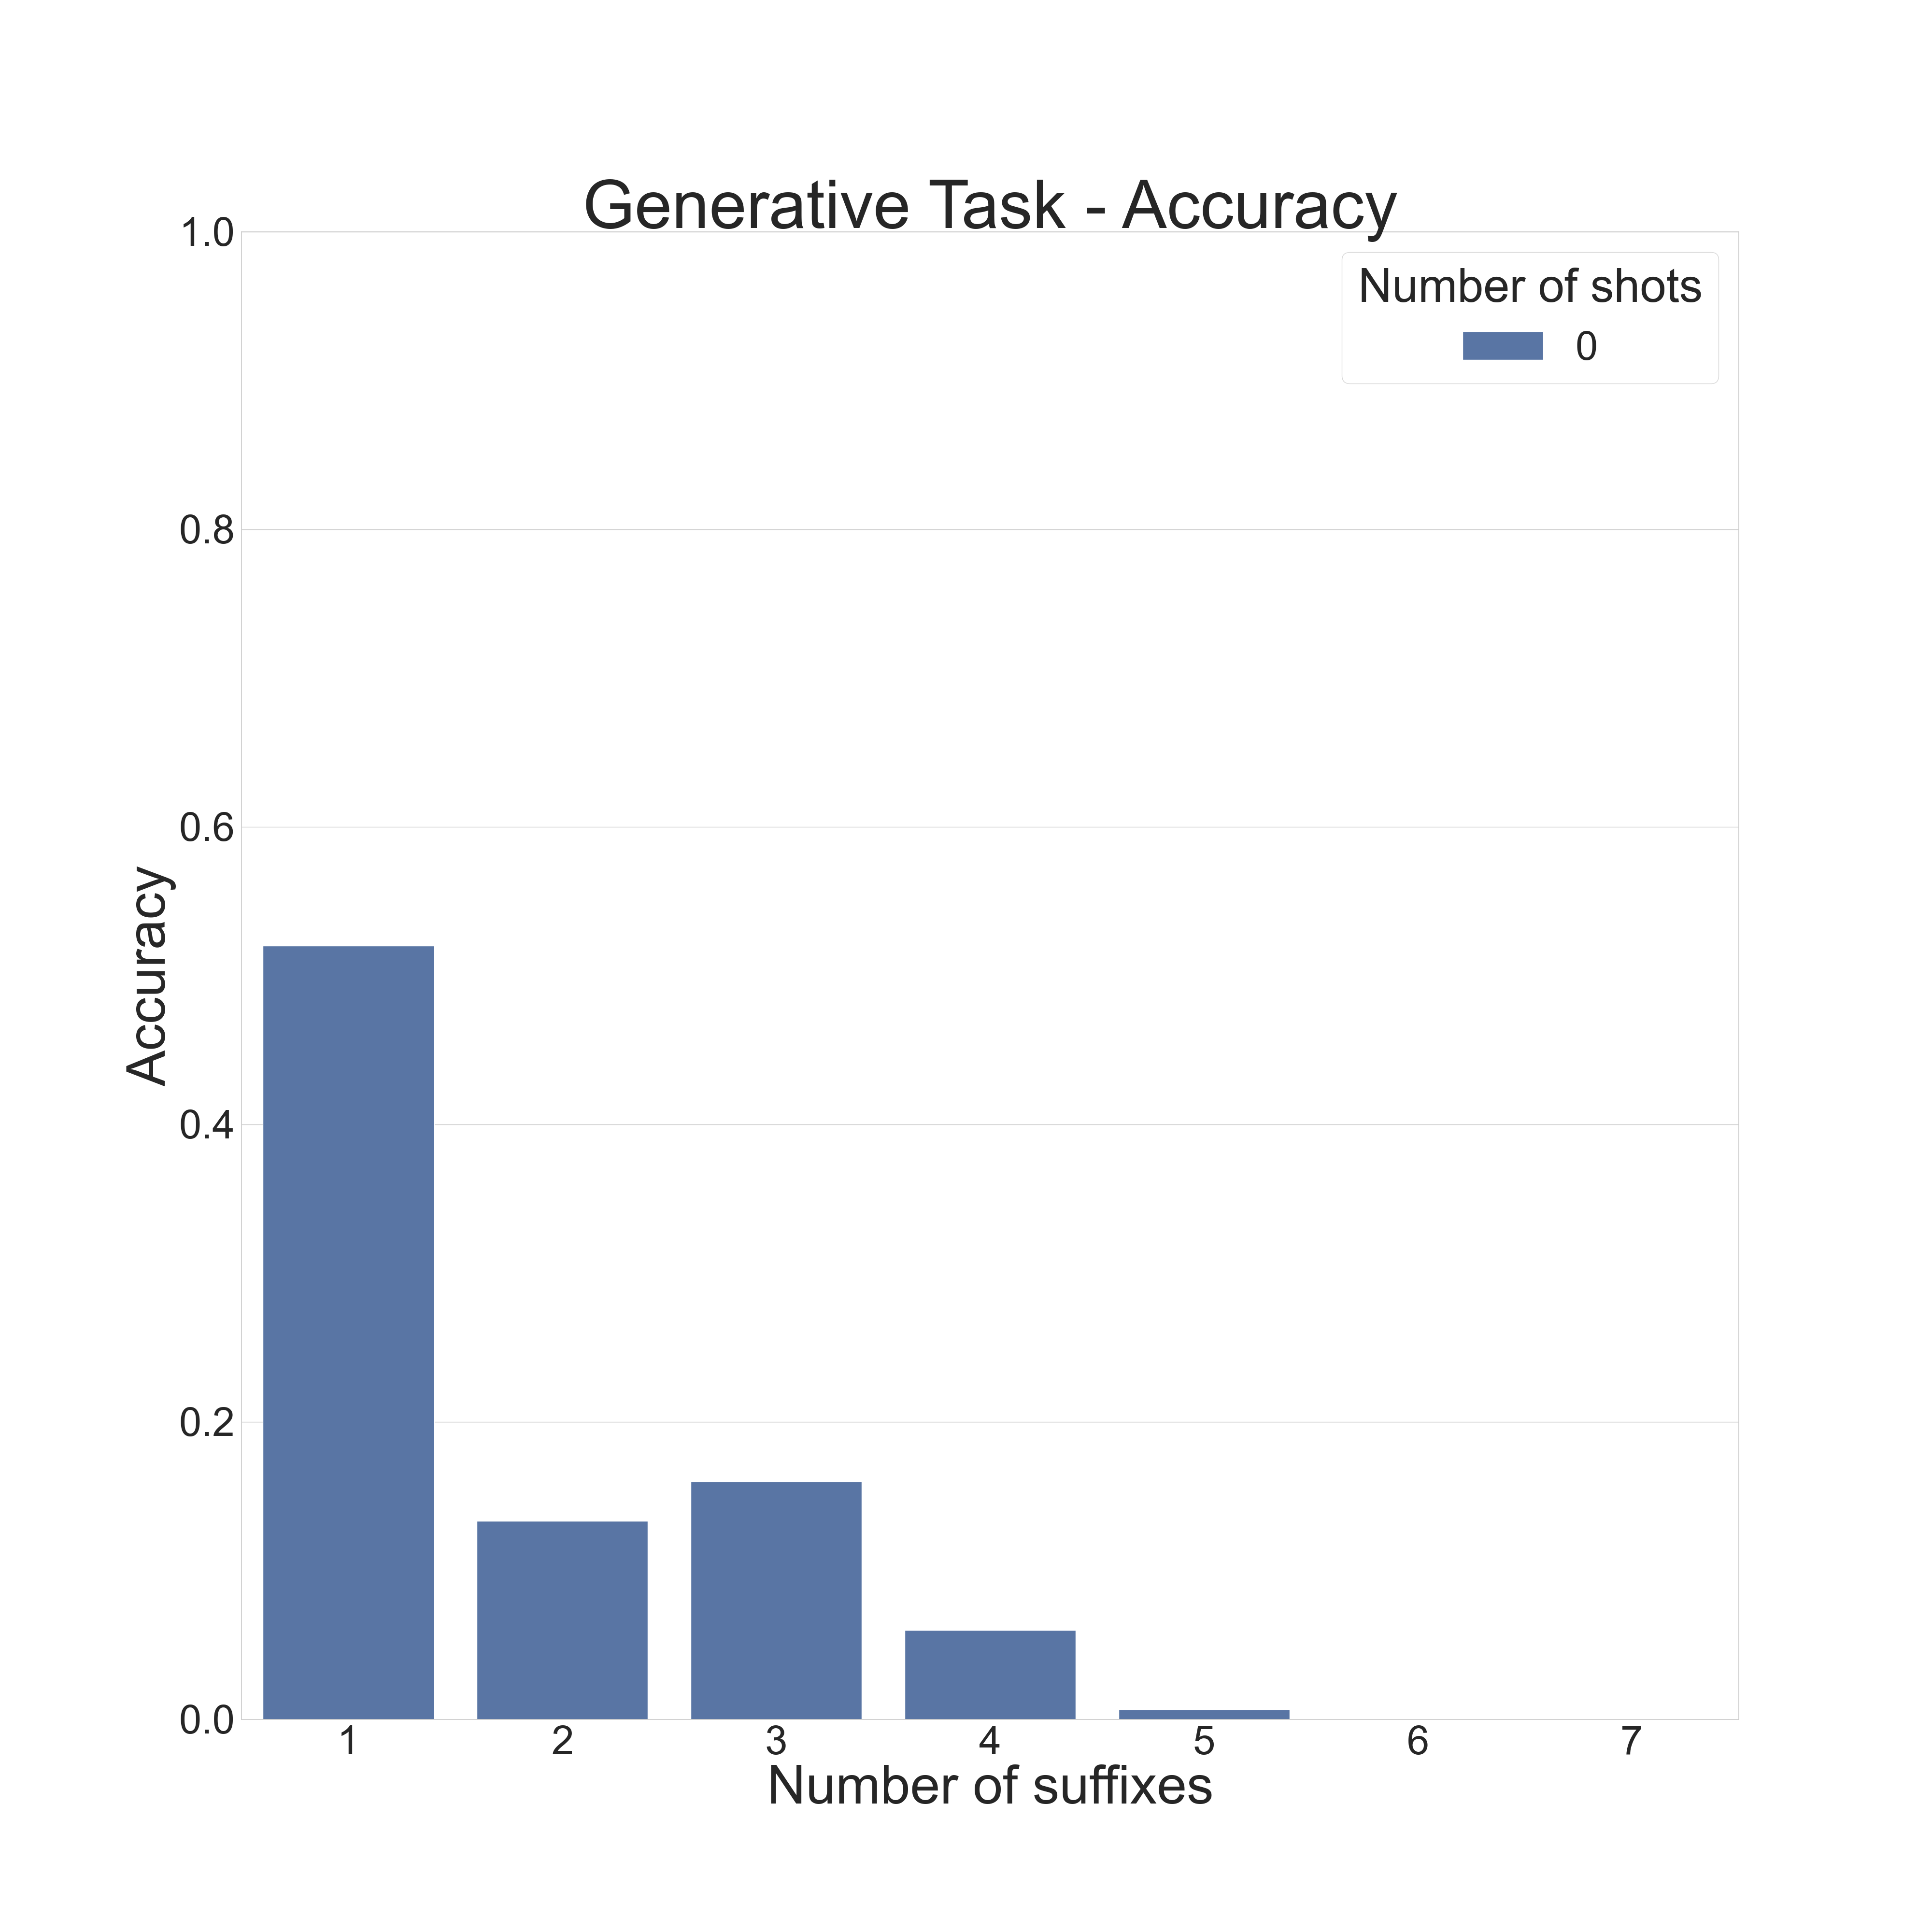 Generative Task - Accuracy
Number of shots
0
1.0
0.8
0.6
0.4
0.2
0.0
Accuracy
1 2 3 4 5 6 7
Number of suffixes